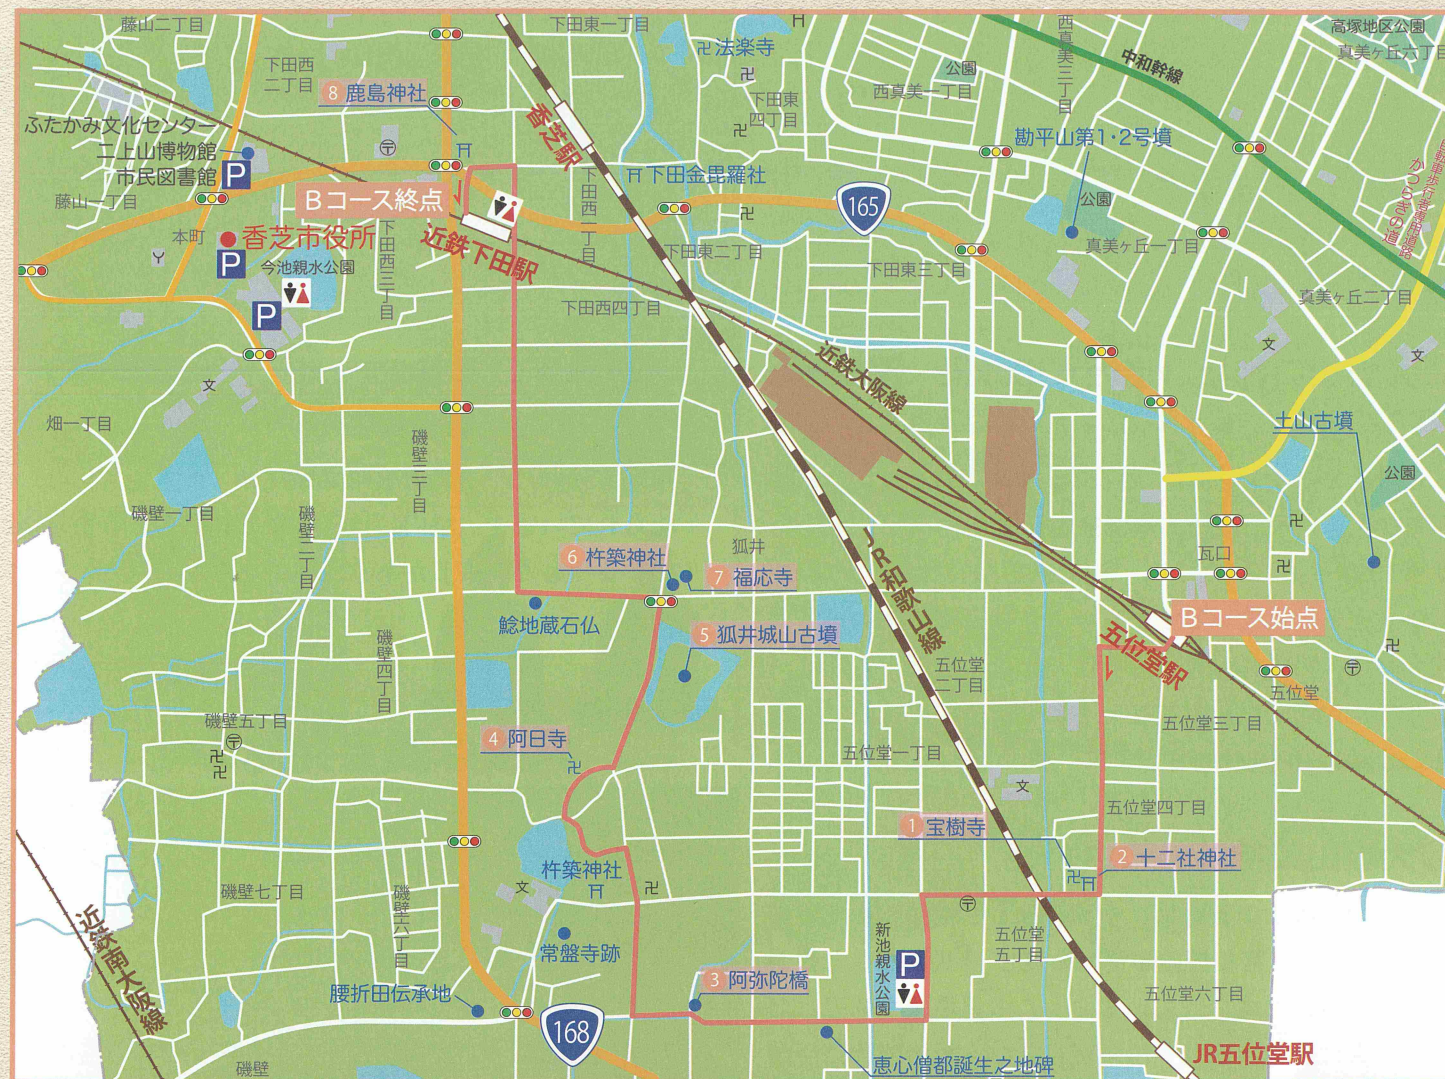 藤山二丁目
下田東一丁目
西真美三丁目
高塚地区公園
真美ヶ丘六丁目
中和幹線
卍法楽寺
下田西
二丁目
8 鹿島神社
香芝駅
下田東
四丁目
公園
西真美一丁目
勘平山第1・2号墳
自転車歩行者専用道路
かつらぎの道
ふたかみ文化センター
二上山博物館
市民図書館
P
藤山一丁目
Bコース終点
下田金毘羅社
165
公園
真美ヶ丘一丁目
本町
香芝市役所
P
今池親水公園
P
下田西三丁目
近鉄下田駅
下田西一丁目
下田東二丁目
下田東三丁目
下田西四丁目
真美ヶ丘二丁目
近鉄大阪線
文
文
文
畑一丁目
磯壁三丁目
土山古墳
公園
磯壁一丁目
磯壁二丁目
6 杵築神社
狐井
7 福応寺
JR和歌山線
瓦口
鯰地蔵石仏
5 狐井城山古墳
Bコース始点
五位堂駅
磯壁四丁目
五位堂
二丁目
五位堂
磯壁五丁目
4 阿日寺
五位堂一丁目
五位堂三丁目
文
五位堂四丁目
1 宝樹寺
2 十二社神社
杵築神社
文
磯壁七丁目
磯壁六丁目
近鉄南大阪線
常盤寺跡
新池親水公園
P
五位堂
五丁目
腰折田伝承地
3 阿弥陀橋
五位堂六丁目
168
恵心僧都誕生之地碑
JR五位堂駅
磯壁